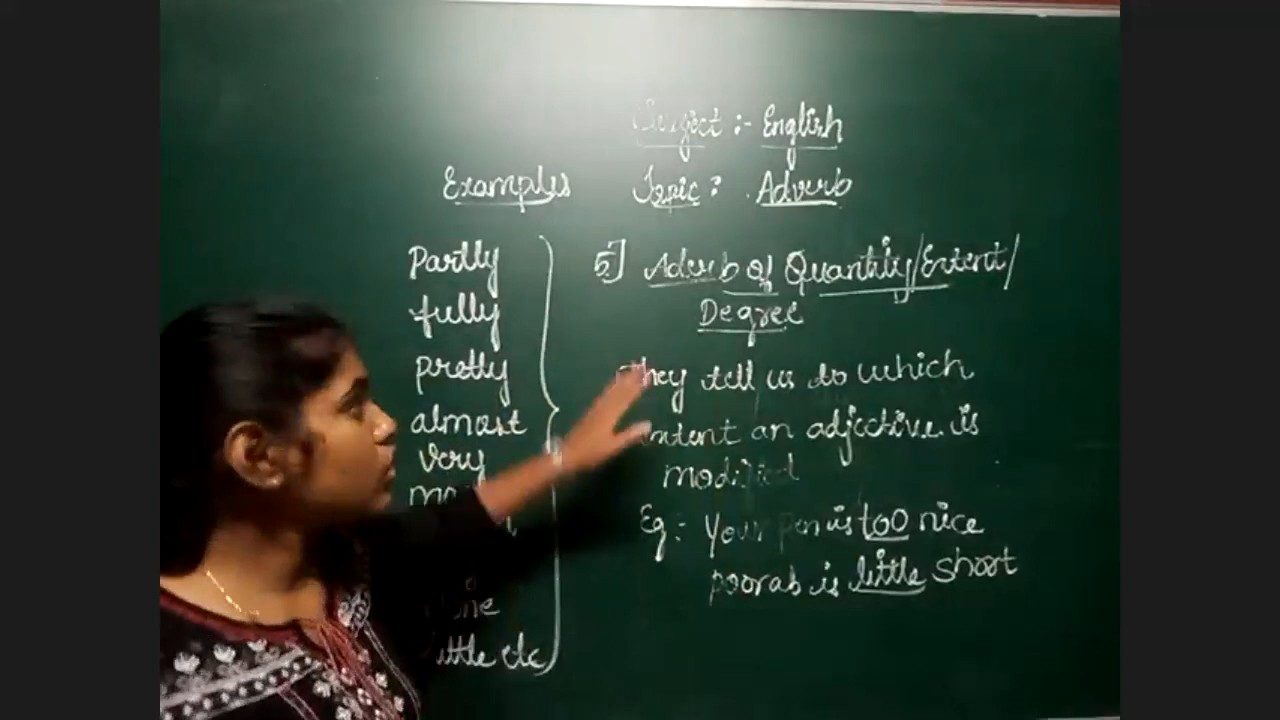 Subject :- English
Topic : Adverb
Examples
Partly
fully
pretty
almost
very
little etc
5] Adverb of Quantity/Extent/
Degree
They tell us to which
extent an adjective is
modified
Eg : Your pen is too nice
poorab is little short